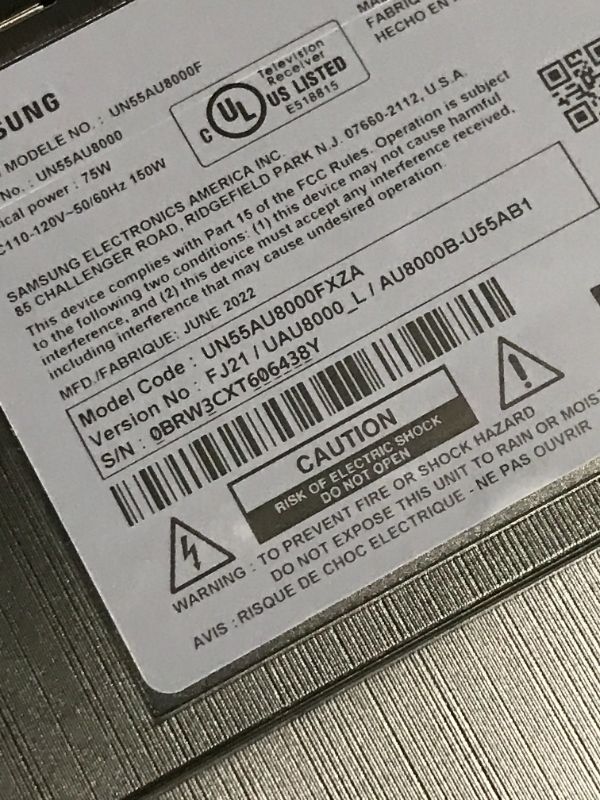 SUNG
MODELE NO. : UN55AU8000F
No. : UN55AU8000
ical power : 75W
C110-120V~50/60Hz 150W
C UL US LISTED
Television
Receiver
E518815
MA
FABRIQ
HECHO EN
SAMSUNG ELECTRONICS AMERICA INC.
85 CHALLENGER ROAD, RIDGEFIELD PARK N.J. 07660-2112, U.S.A.
This device complies with Part 15 of the FCC Rules. Operation is subject
to the following two conditions: (1) this device may not cause harmful
interference, and (2) this device must accept any interference received,
including interference that may cause undesired operation.
MFD./FABRIQUE: JUNE 2022
Model Code : UN55AU8000FXZA
Version No : FJ21 / UAU8000_L / AU8000B-U55AB1
S/N : 0BRW3CXT606438Y
CAUTION
RISK OF ELECTRIC SHOCK
DO NOT OPEN
WARNING : TO PREVENT FIRE OR SHOCK HAZARD
DO NOT EXPOSE THIS UNIT TO RAIN OR MOIST
AVIS : RISQUE DE CHOC ELECTRIQUE - NE PAS OUVRIR